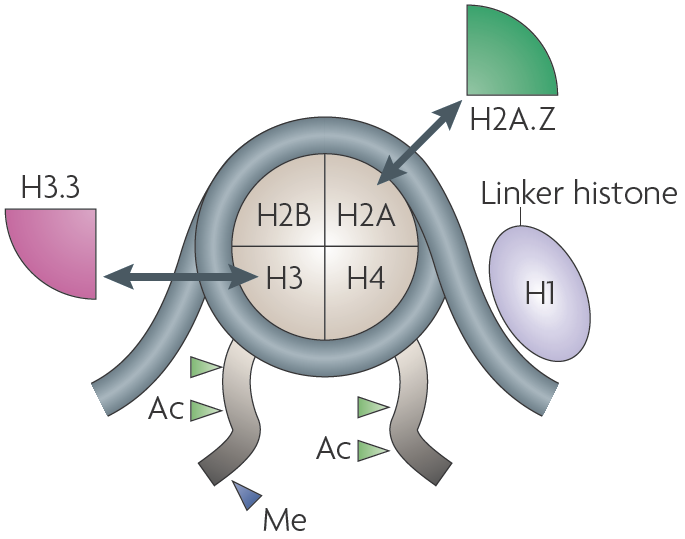 H2A.Z
H3.3
Linker histone
H2B
H2A
H3
H4
H1
Ac
Ac
Me